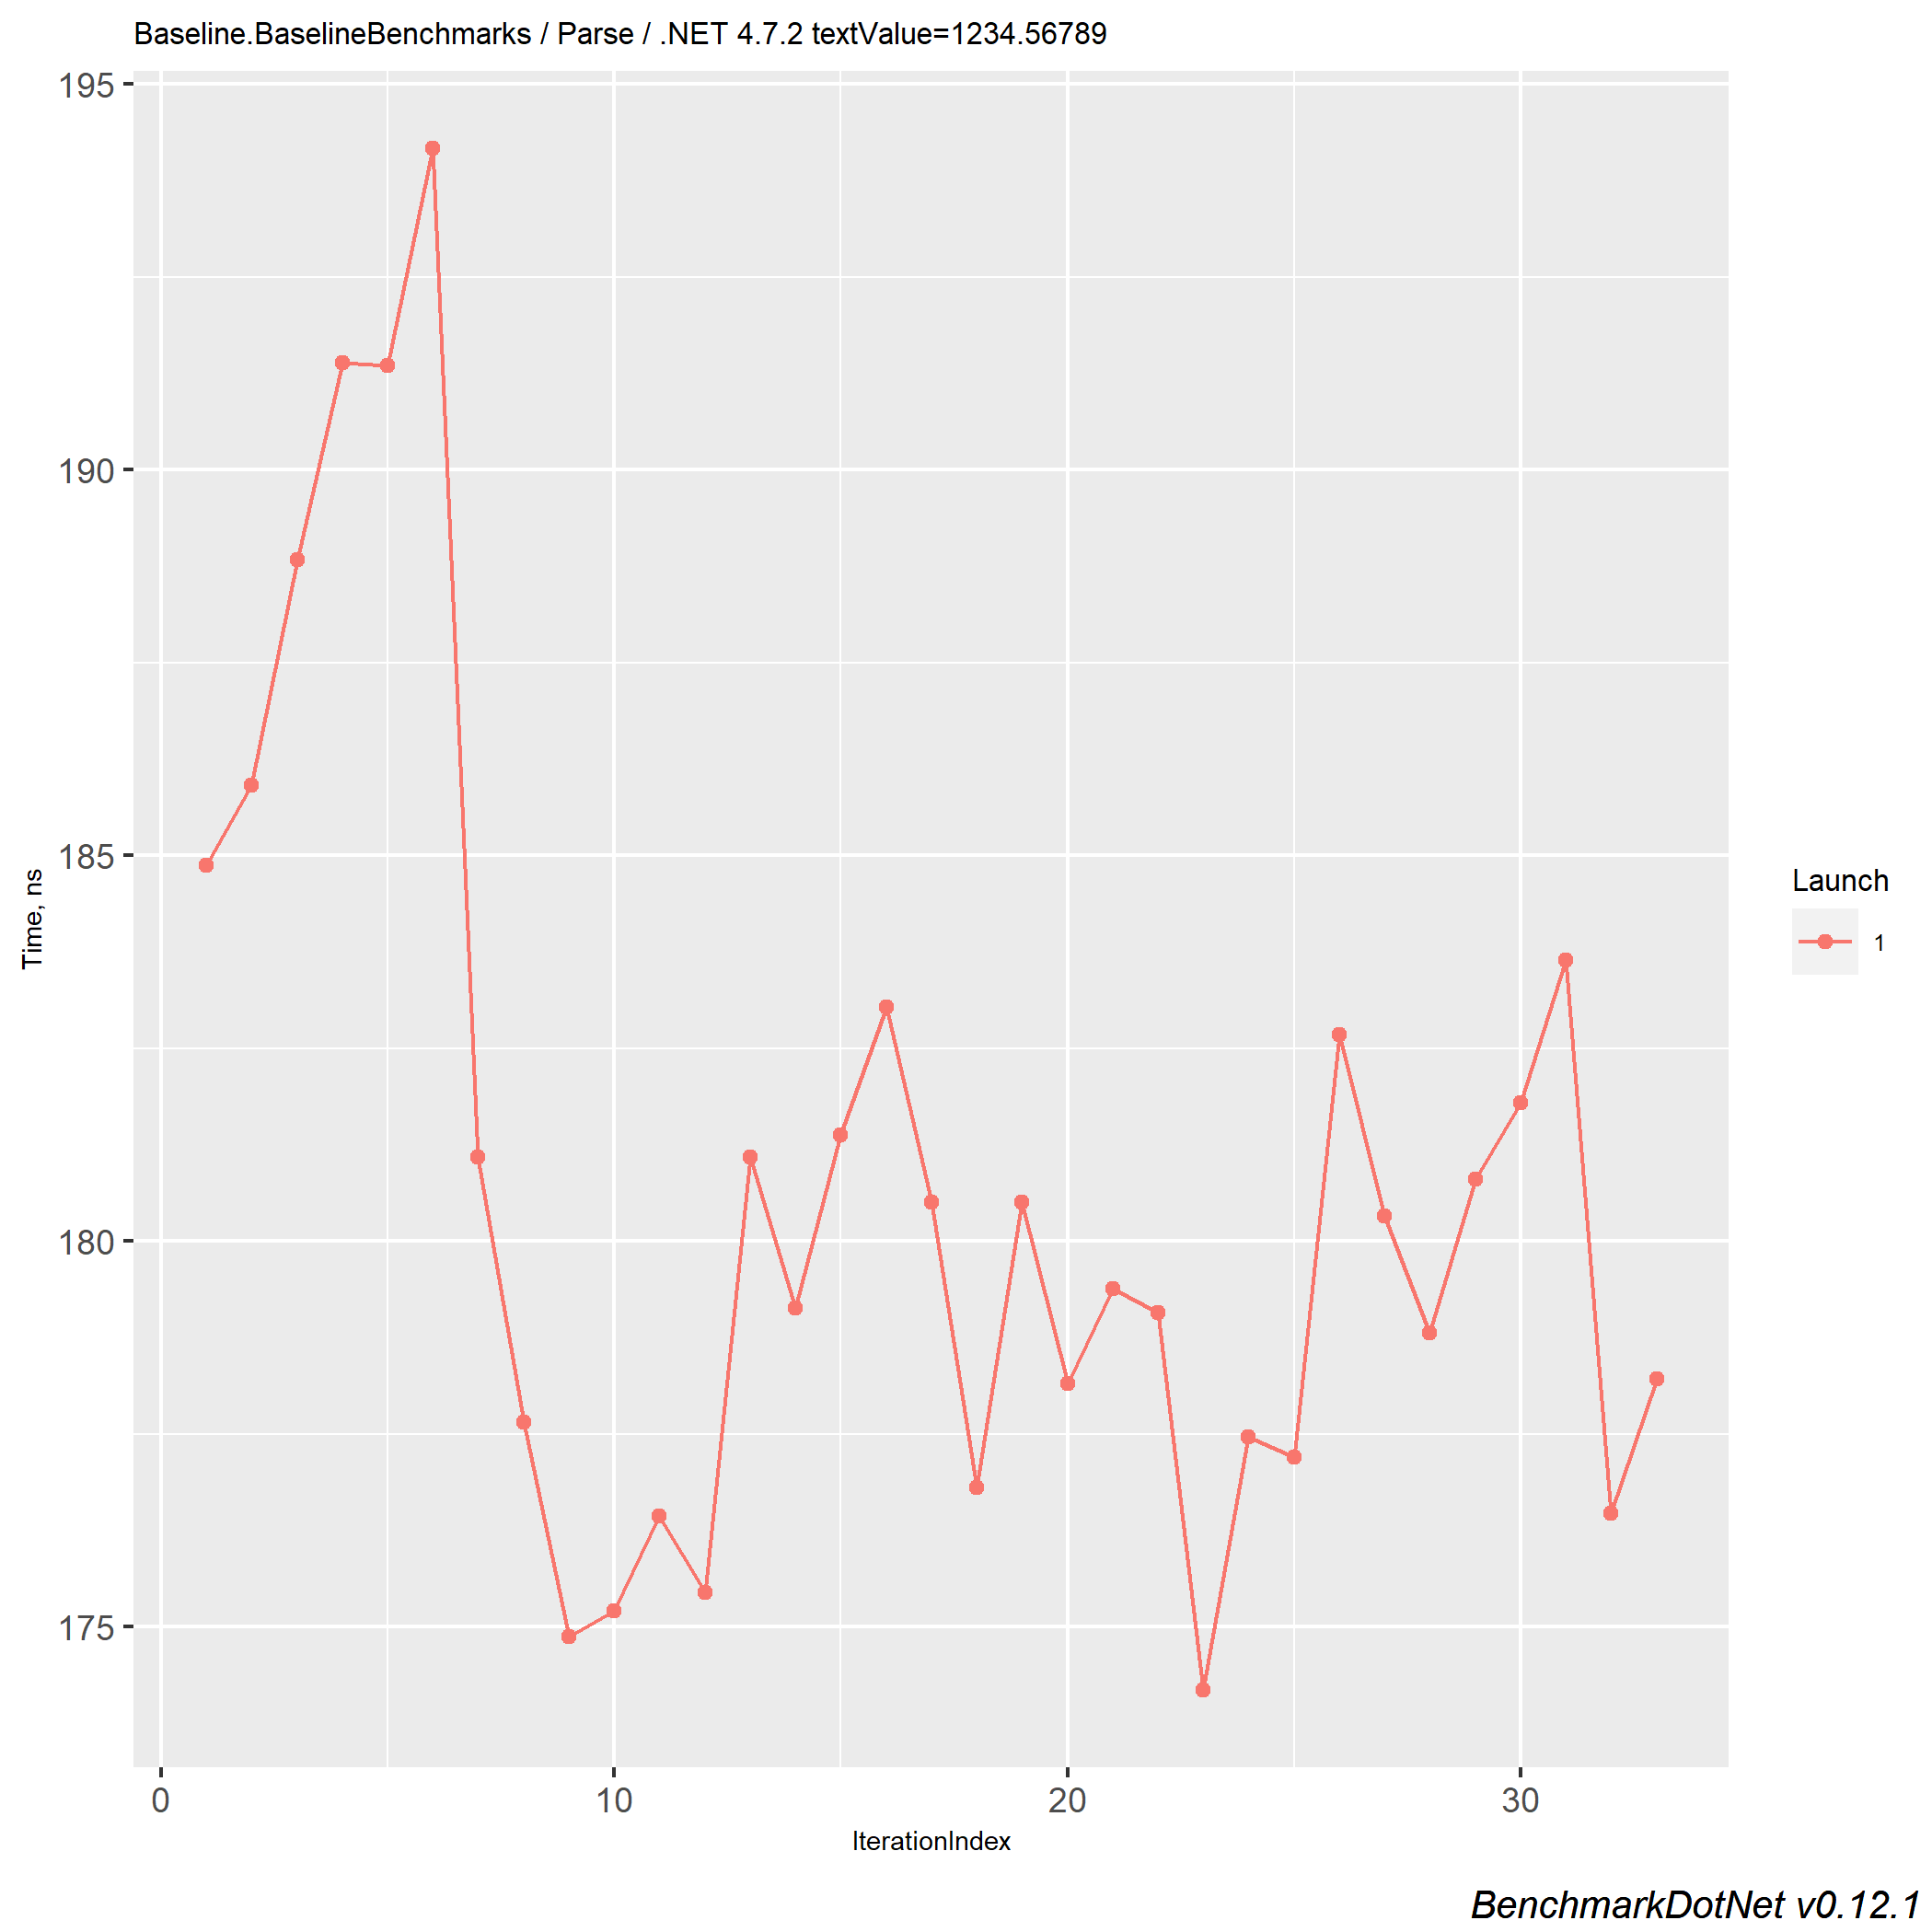 Baseline.BaselineBenchmarks / Parse / .NET 4.7.2 textValue=1234.56789
195
190
185
180
175
Time, ns
0 10 20 30
IterationIndex
Launch
1
BenchmarkDotNet v0.12.1